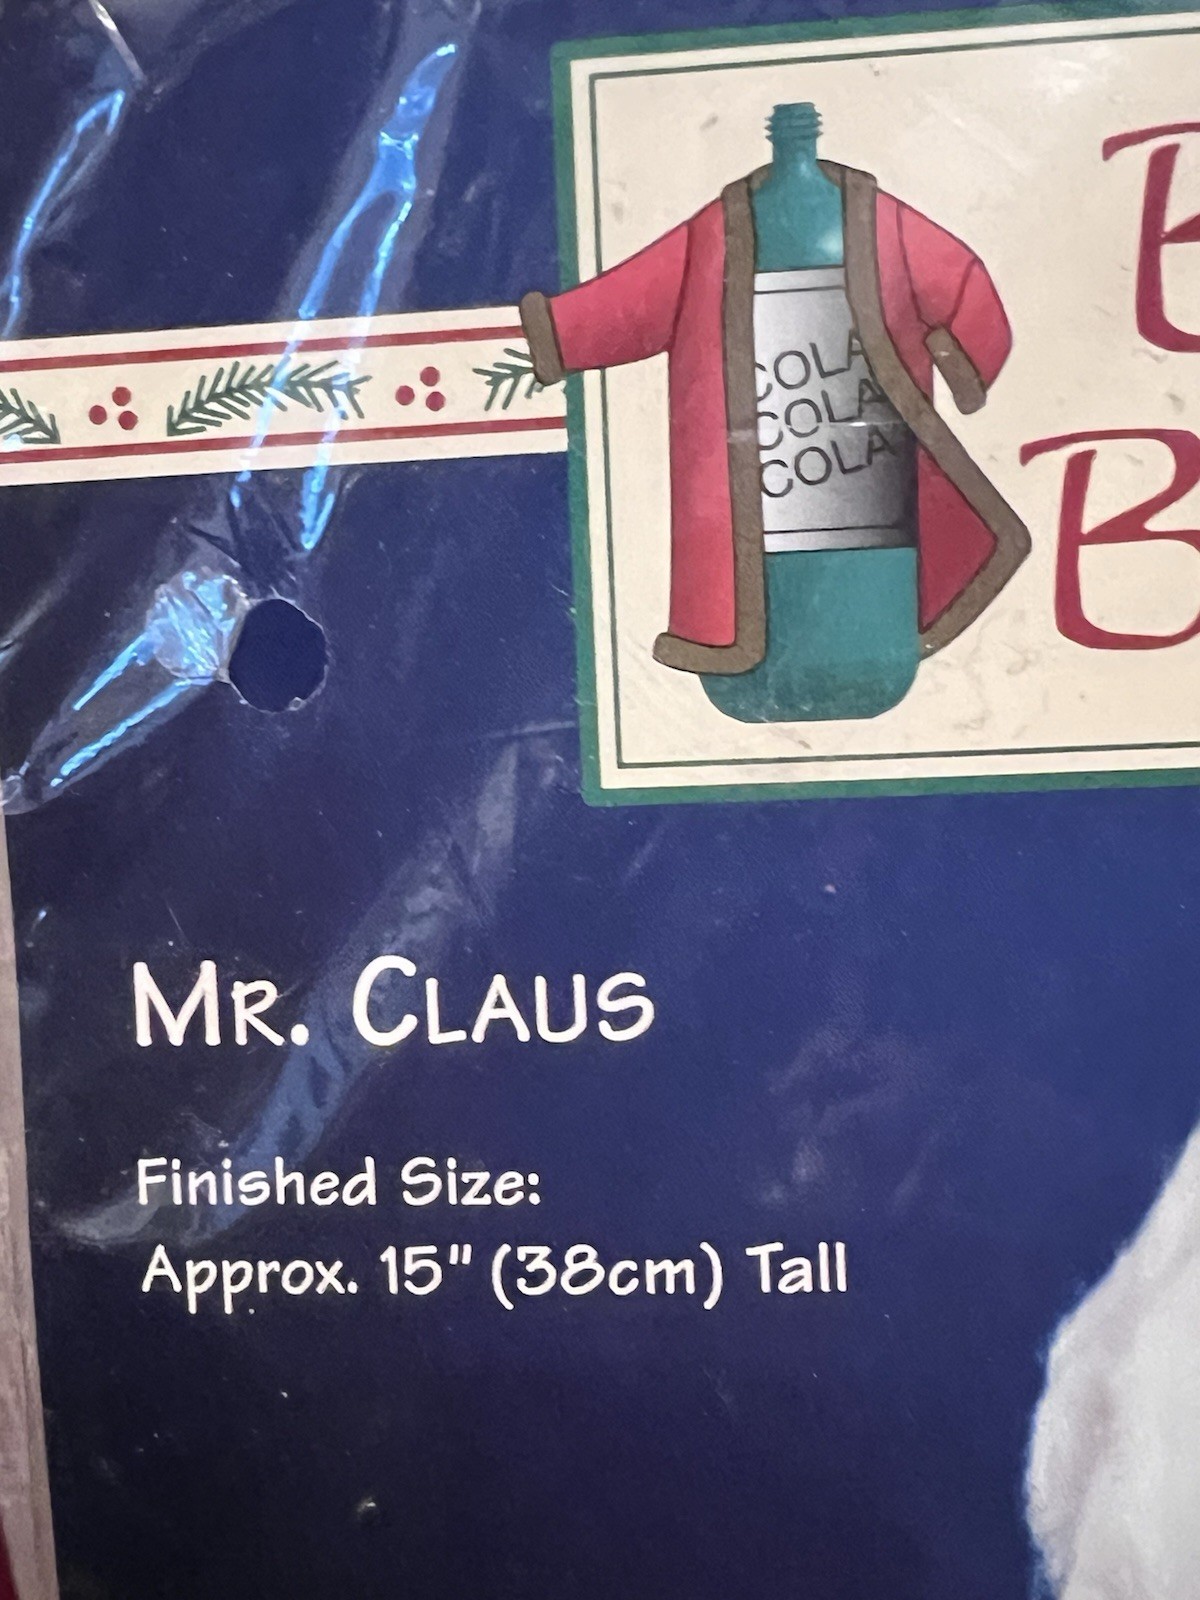 B
B
COLA
COLA
COLA
MR. CLAUS
Finished Size:
Approx. 15" (38cm) Tall